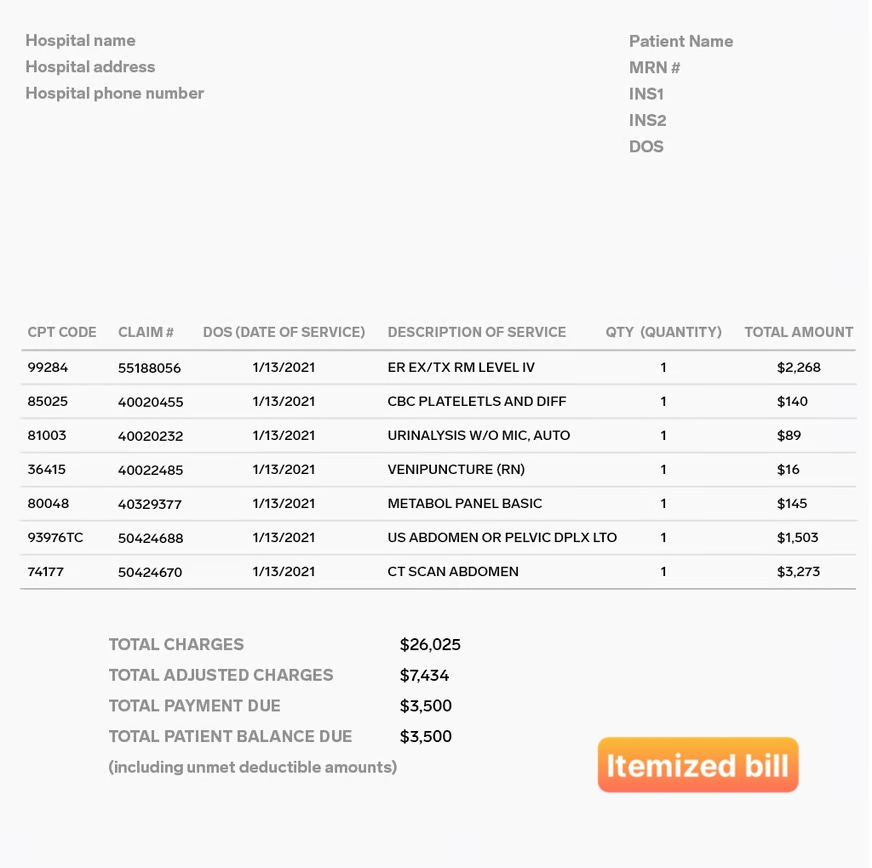 Hospital name
Hospital address
Hospital phone number
Patient Name
MRN #
INS1
INS2
DOS
CPT CODE CLAIM # DOS (DATE OF SERVICE) DESCRIPTION OF SERVICE QTY (QUANTITY) TOTAL AMOUNT
99284 55188056 1/13/2021 ER EX/TX RM LEVEL IV 1 $2,268
85025 40020455 1/13/2021 CBC PLATELETLS AND DIFF 1 $140
81003 40020232 1/13/2021 URINALYSIS W/O MIC, AUTO 1 $89
36415 40022485 1/13/2021 VENIPUNCTURE (RN) 1 $16
80048 40329377 1/13/2021 METABOL PANEL BASIC 1 $145
93976TC 50424688 1/13/2021 US ABDOMEN OR PELVIC DPLX LTO 1 $1,503
74177 50424670 1/13/2021 CT SCAN ABDOMEN 1 $3,273
TOTAL CHARGES $26,025
TOTAL ADJUSTED CHARGES $7,434
TOTAL PAYMENT DUE $3,500
TOTAL PATIENT BALANCE DUE $3,500
(including unmet deductible amounts)
Itemized bill